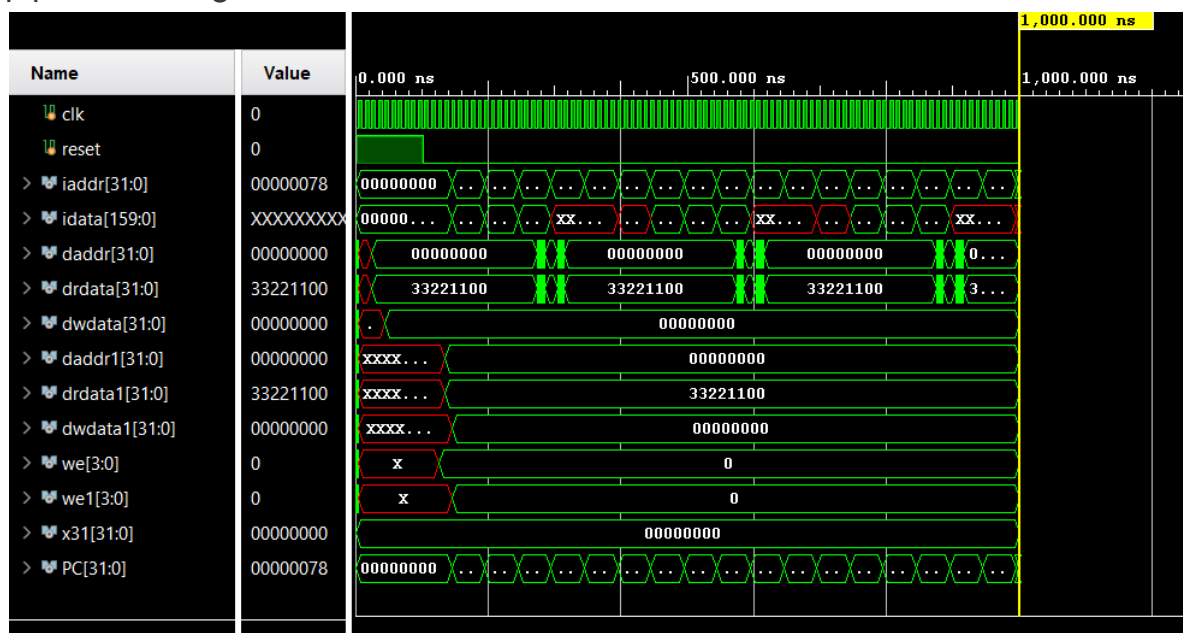 1,000.000 ns
Name Value 0.000 ns 500.000 ns 1,000.000 ns
clk 0
reset 0
iaddr[31:0] 00000078 00000000 .. .. .. .. .. .. .. .. .. .. .. .. .. .. .. .. ..
idata[159:0] XXXXXXXXX 00000... .. .. .. XX... .. .. .. .. XX... .. .. .. .. XX...
daddr[31:0] 00000000 00000000 00000000 00000000 0...
drdata[31:0] 33221100 33221100 33221100 33221100 3...
dwdata[31:0] 00000000 . 00000000
daddr1[31:0] 00000000 XXXX... 00000000
drdata1[31:0] 33221100 XXXX... 33221100
dwdata1[31:0] 00000000 XXXX... 00000000
we[3:0] 0 X 0
we1[3:0] 0 X 0
x31[31:0] 00000000 00000000
PC[31:0] 00000078 00000000 .. .. .. .. .. .. .. .. .. .. .. .. .. .. .. .. ..